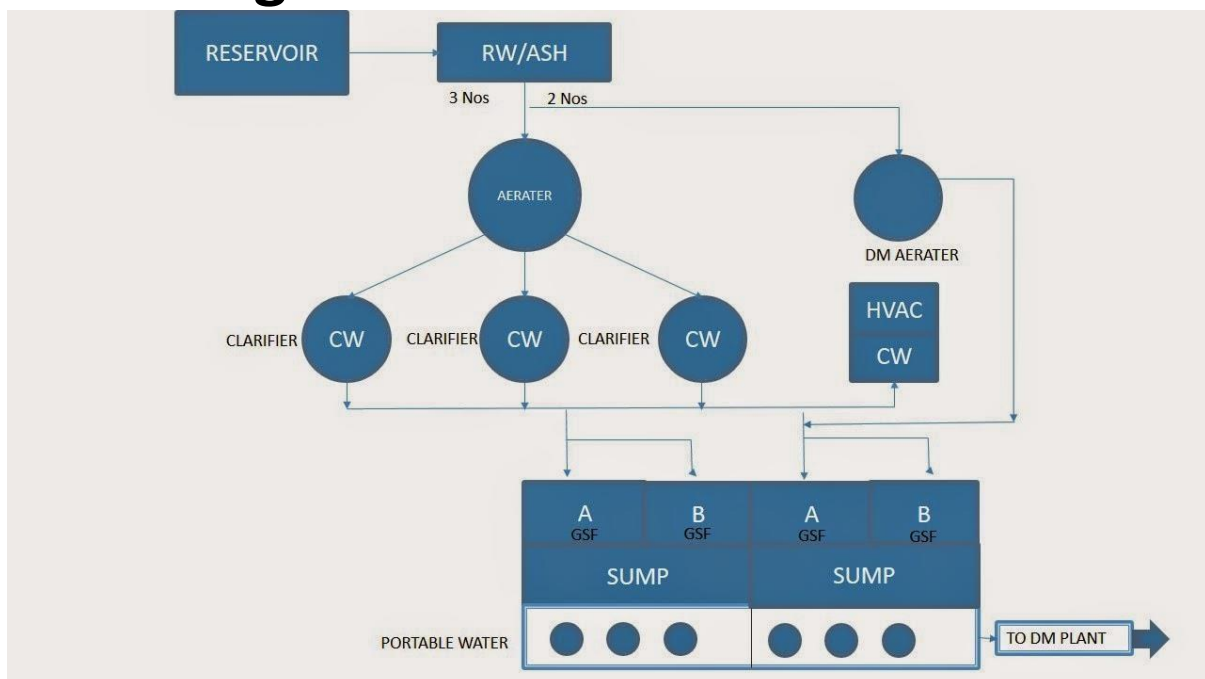 RESERVOIR
RW/ASH
3 Nos
2 Nos
AERATER
DM AERATER
HVAC
CW
CLARIFIER
CW
CLARIFIER
CW
CLARIFIER
CW
A
GSF
B
GSF
A
GSF
B
GSF
SUMP
SUMP
PORTABLE WATER
TO DM PLANT